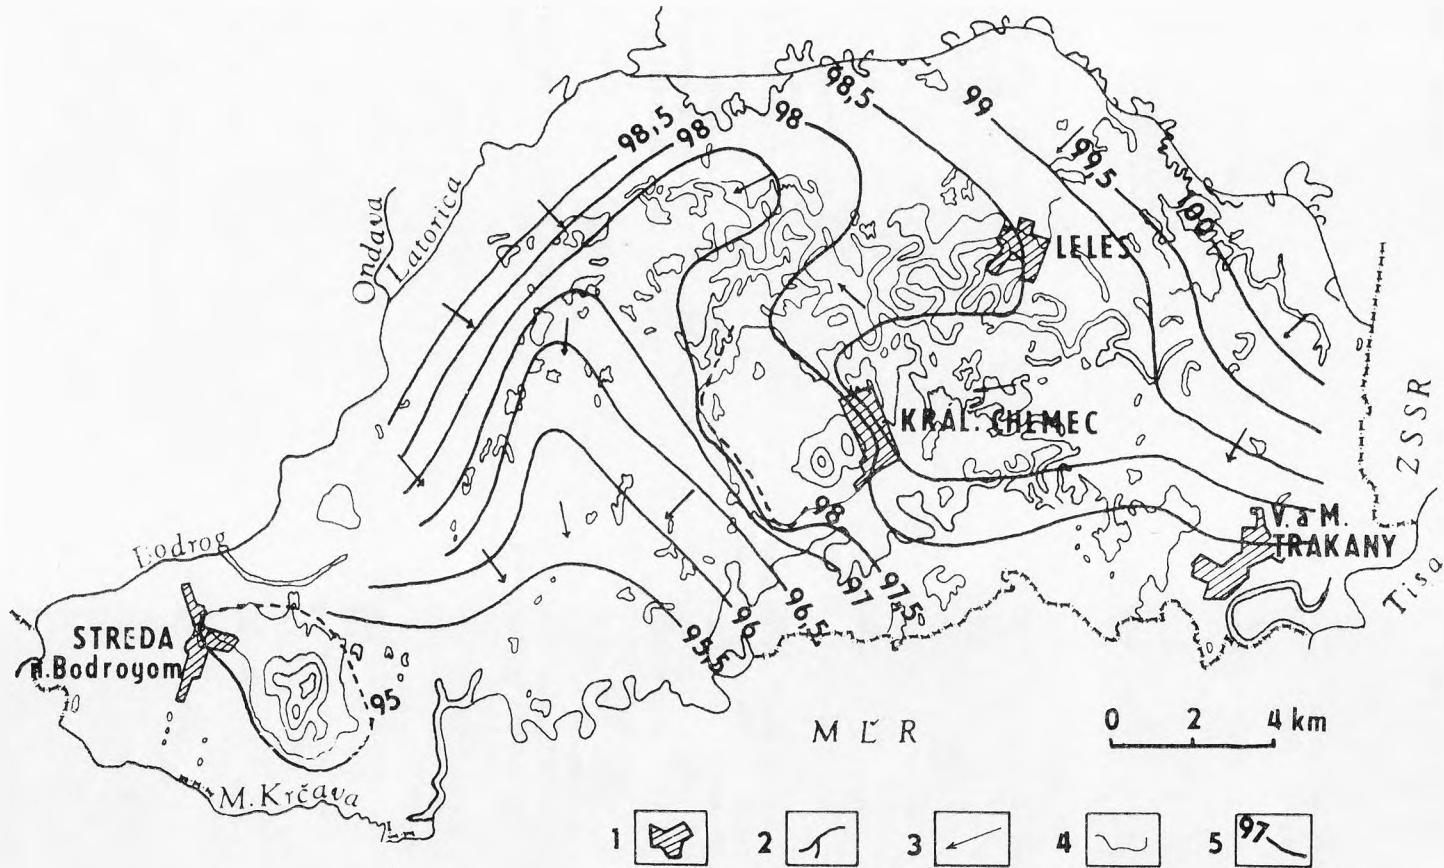 98,5
98
98
98,5
99
99,5
100
Ondava
Latorica
LELES
KRÁĽ. CHLMEC
ZSSR
98
V. a M.
TRAKANY
Tisa
Bodrog
97
97,5
96,5
96
95,5
STREDA
n. Bodrogom
95
0 2 4 km
M Ľ R
M. Krčava
1 2 3 4 5 97